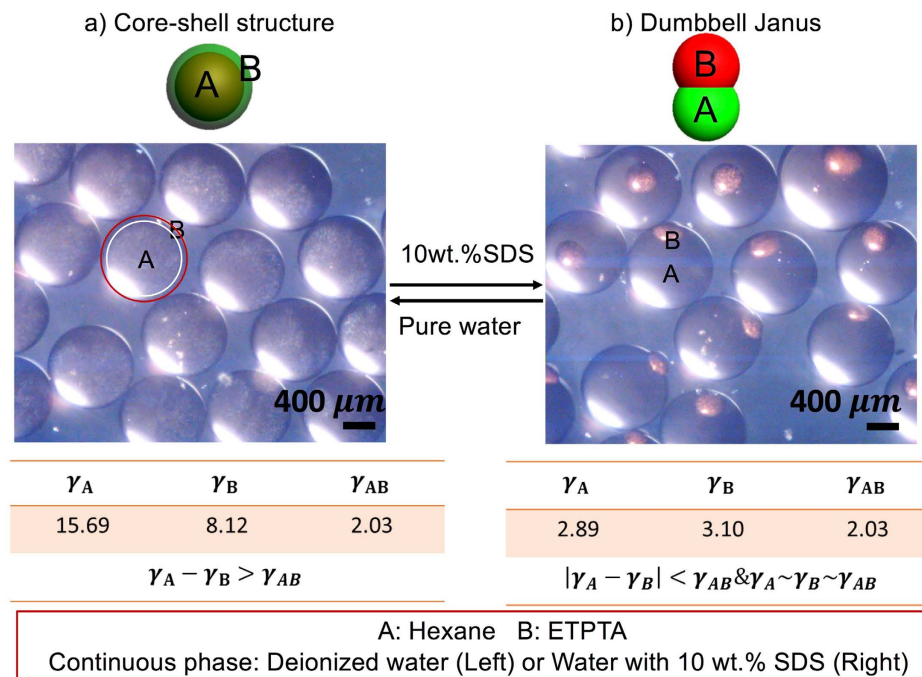 a) Core-shell structure
A
B
B
A
10wt.%SDS
Pure water
400 μm
b) Dumbbell Janus
B
A
B
A
400 μm
γA γB γAB
15.69 8.12 2.03
γA − γB > γAB
γA γB γAB
2.89 3.10 2.03
|γA − γB| < γAB&γA~γB~γAB
A: Hexane B: ETPTA
Continuous phase: Deionized water (Left) or Water with 10 wt.% SDS (Right)